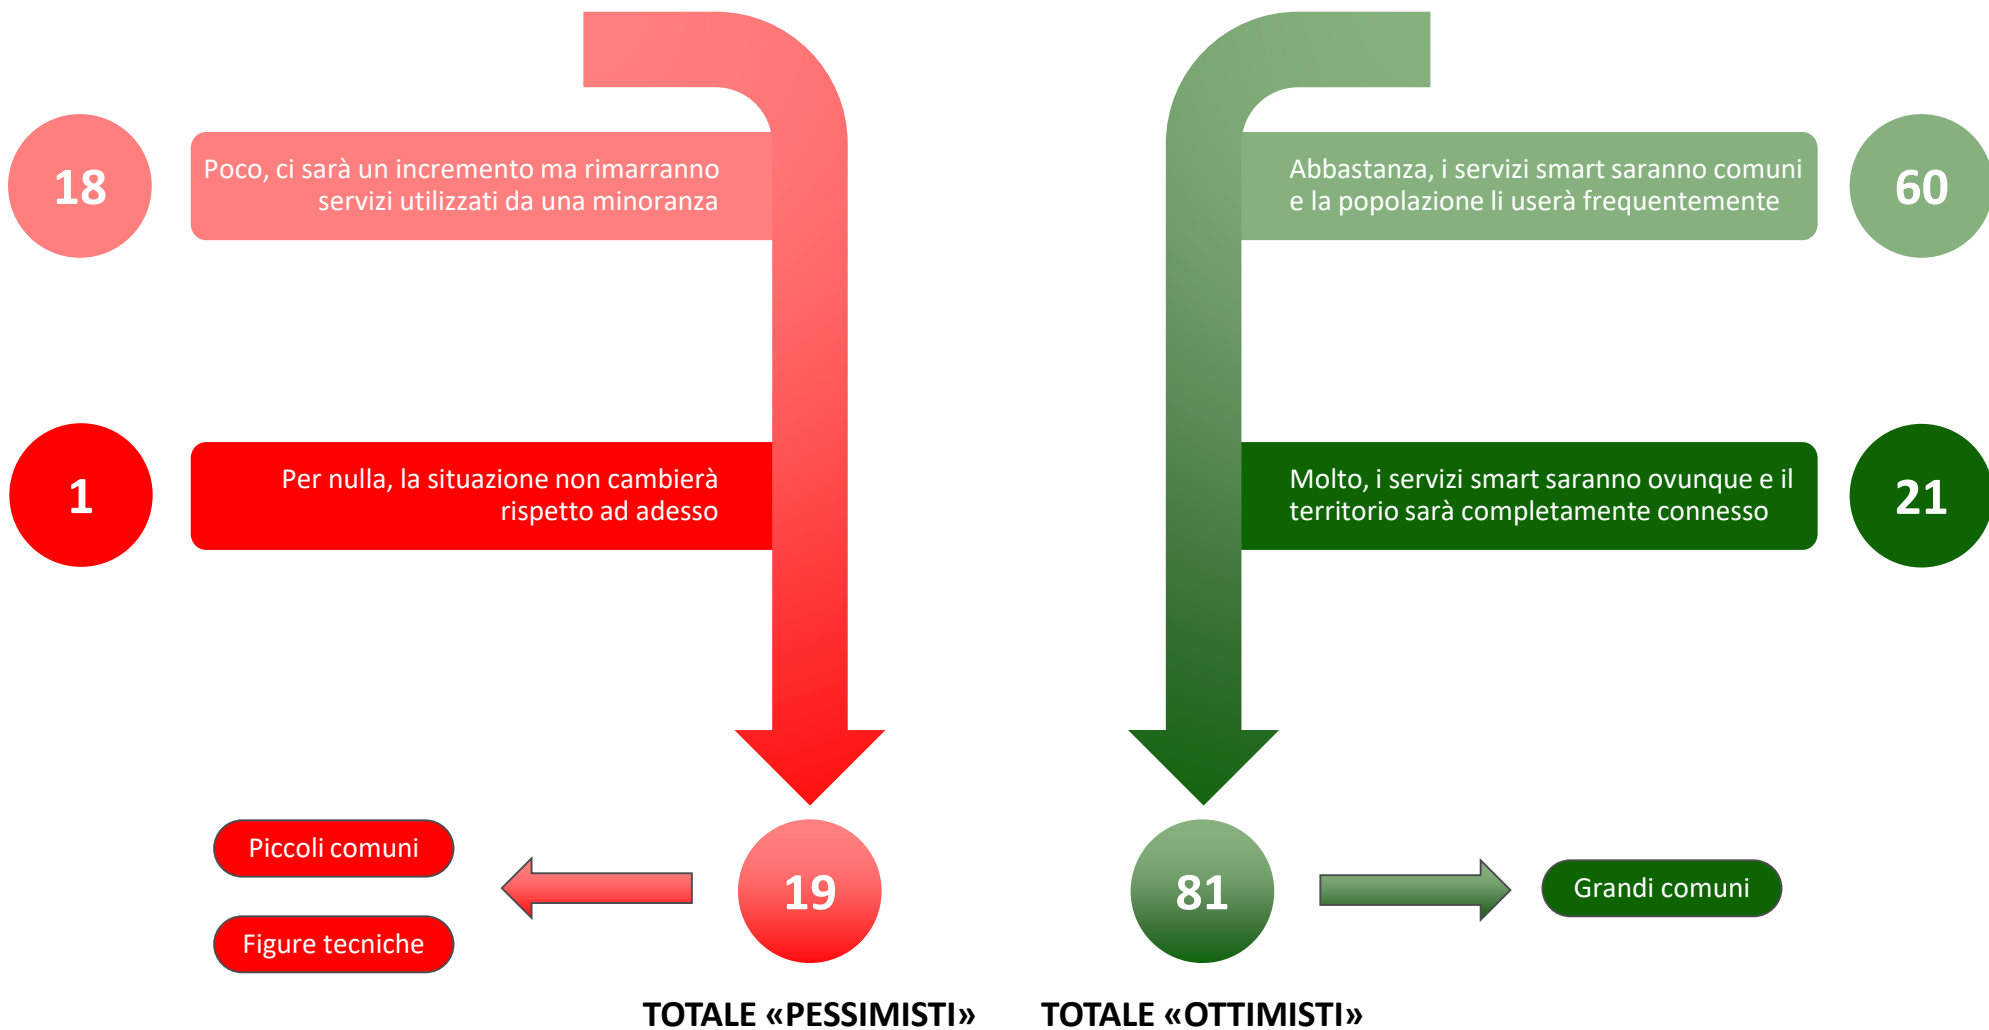 18
Poco, ci sarà un incremento ma rimarranno
servizi utilizzati da una minoranza
Abbastanza, i servizi smart saranno comuni
e la popolazione li userà frequentemente
60
1
Per nulla, la situazione non cambierà
rispetto ad adesso
Molto, i servizi smart saranno ovunque e il
territorio sarà completamente connesso
21
Piccoli comuni
Figure tecniche
19
81
Grandi comuni
TOTALE «PESSIMISTI»
TOTALE «OTTIMISTI»